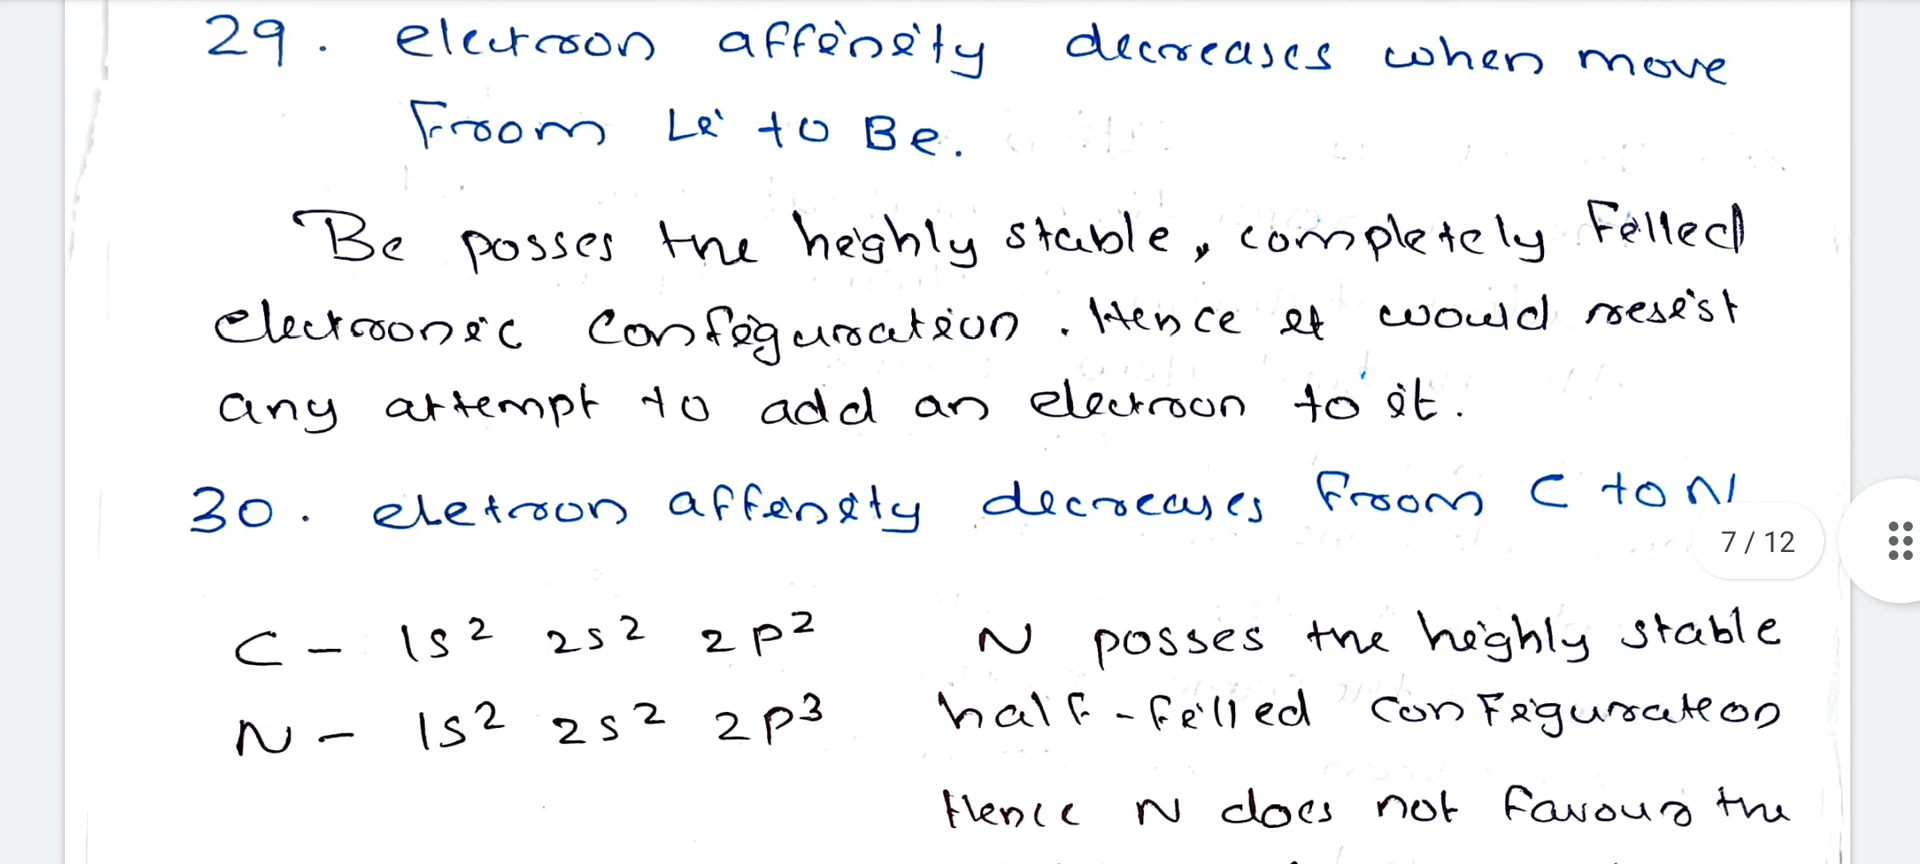 29. electron affinity decreases when move
From Li to Be.
Be posses the highly stable, completely Filled
electronic configuration. Hence it would resist
any attempt to add an electron to it.
30. eletron affinity decreases From C to N
7 / 12
C - 1s² 2s² 2p² N posses the highly stable
N - 1s² 2s² 2p³ half-filled configuration
Hence N does not favour the